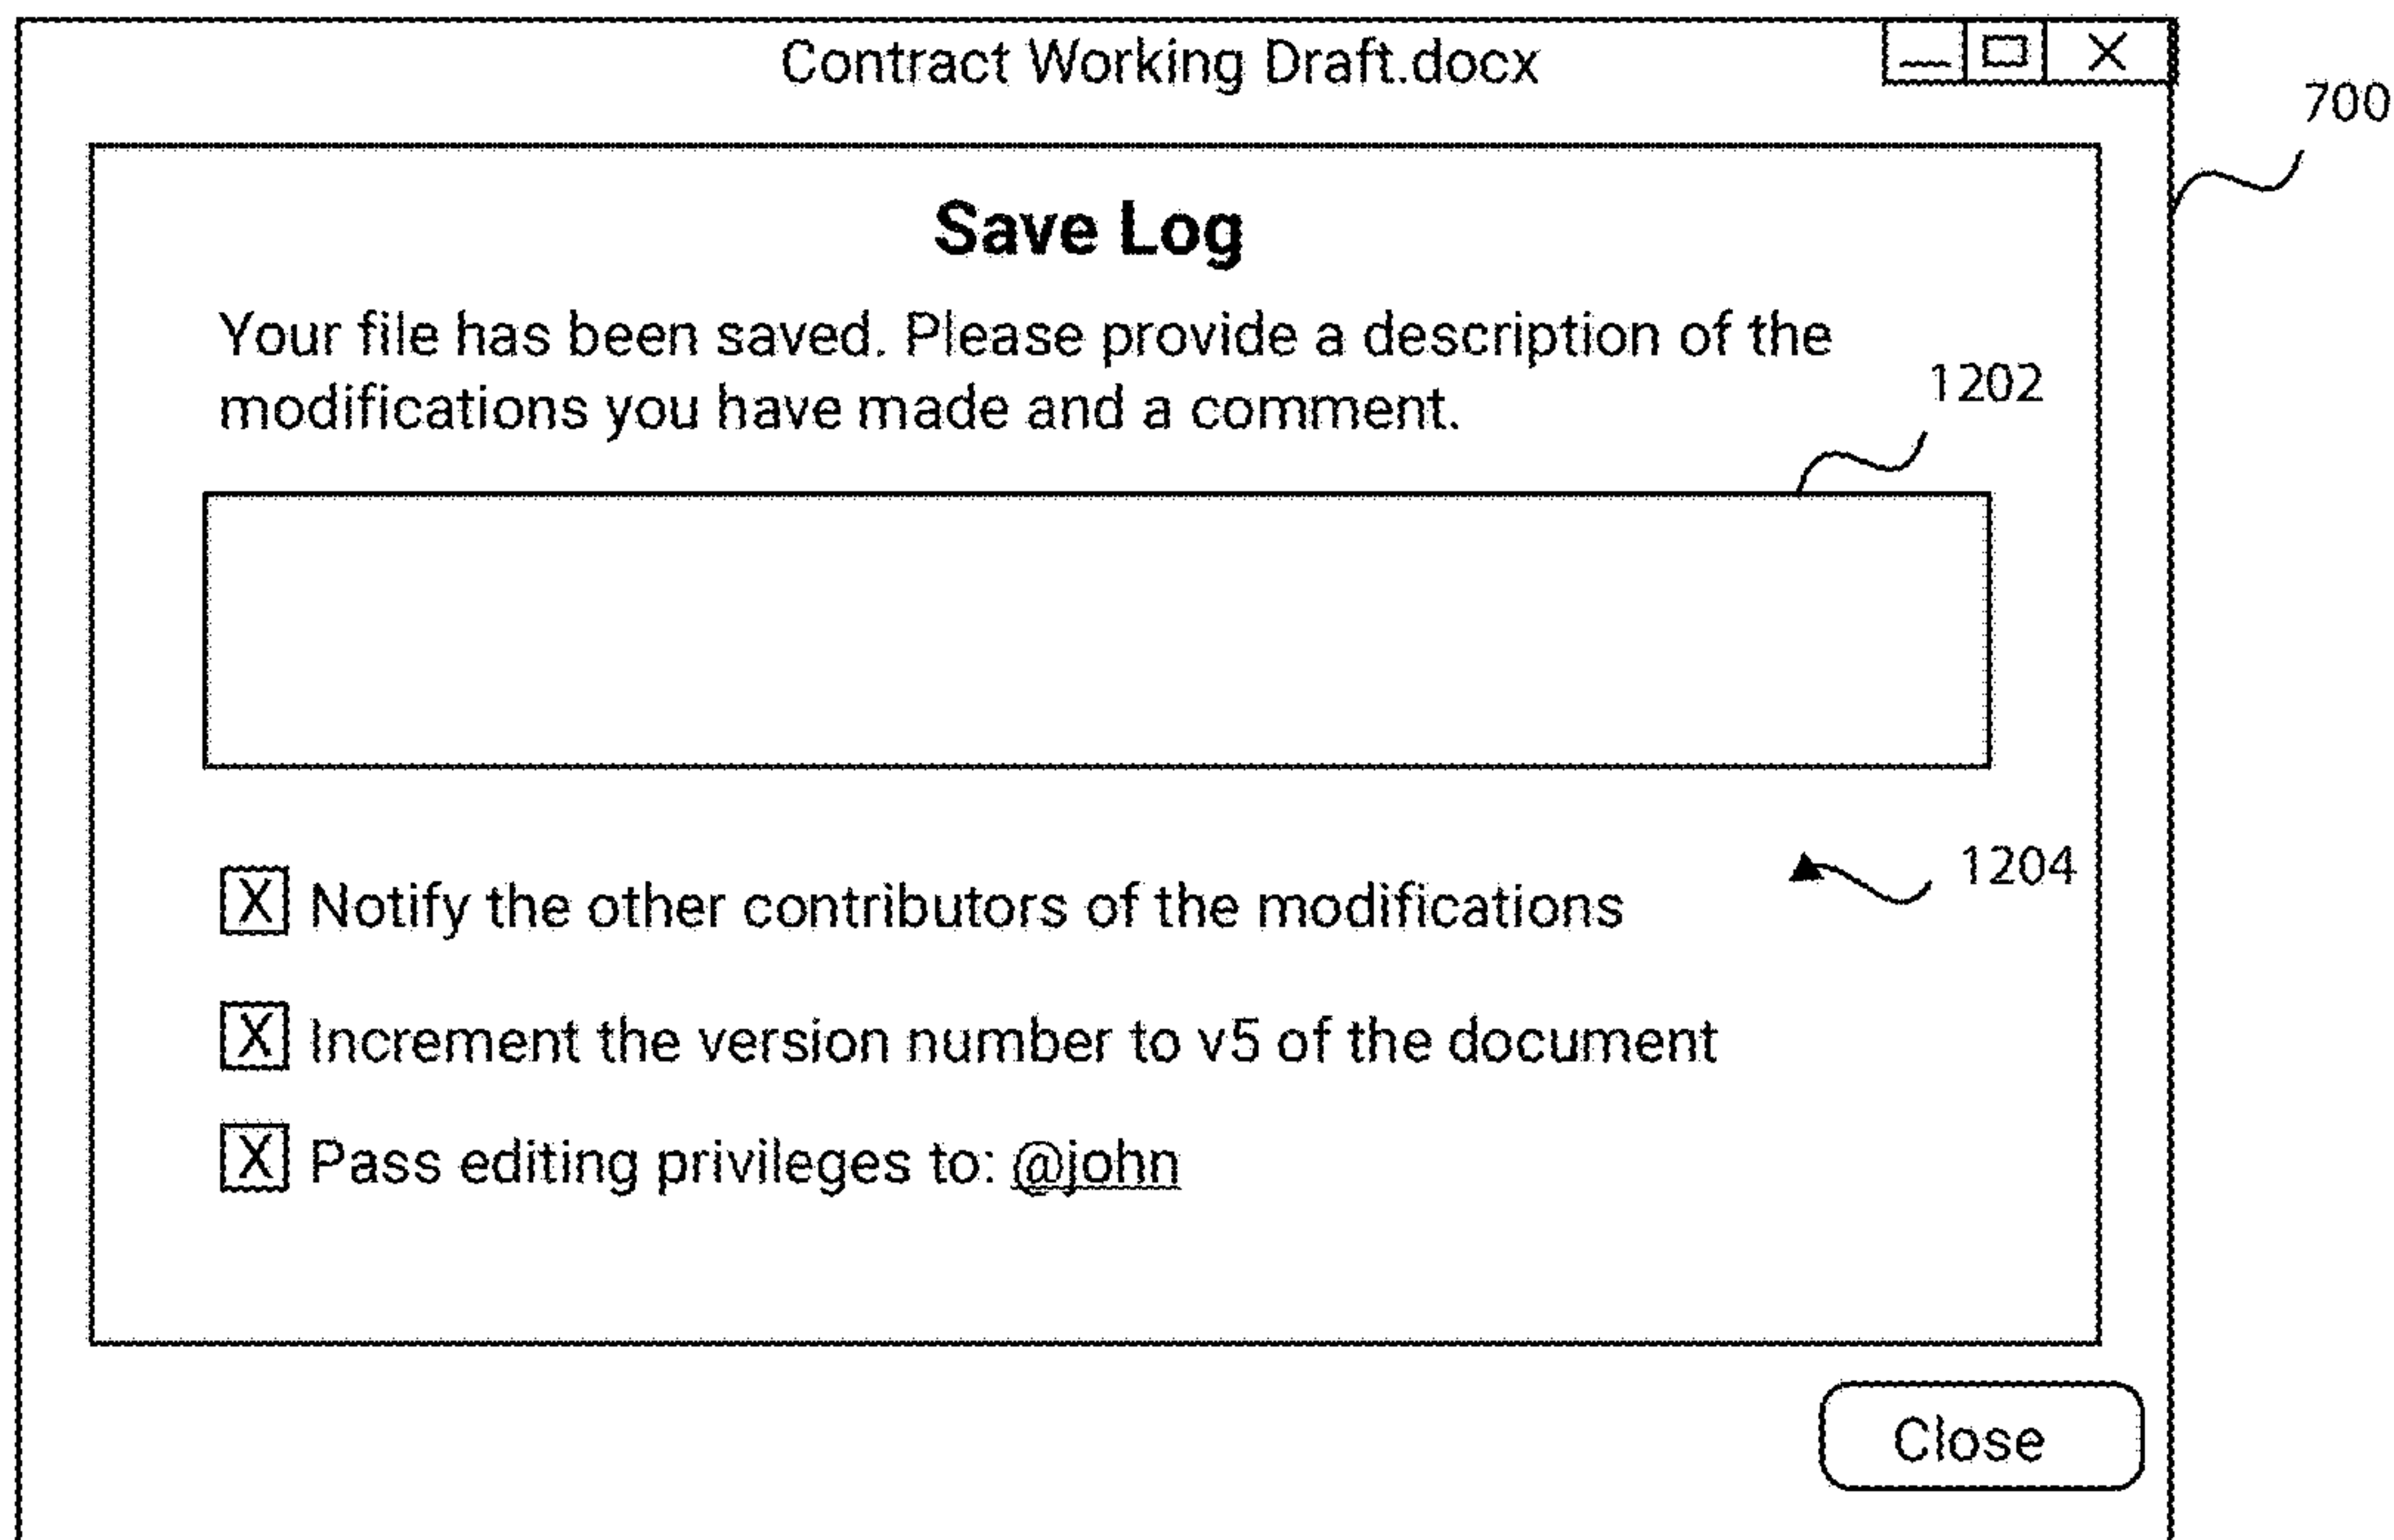 Contract Working Draft.docx
700
Save Log
Your file has been saved. Please provide a description of the
modifications you have made and a comment.
1202
1204
X Notify the other contributors of the modifications
X Increment the version number to v5 of the document
X Pass editing privileges to: @john
Close